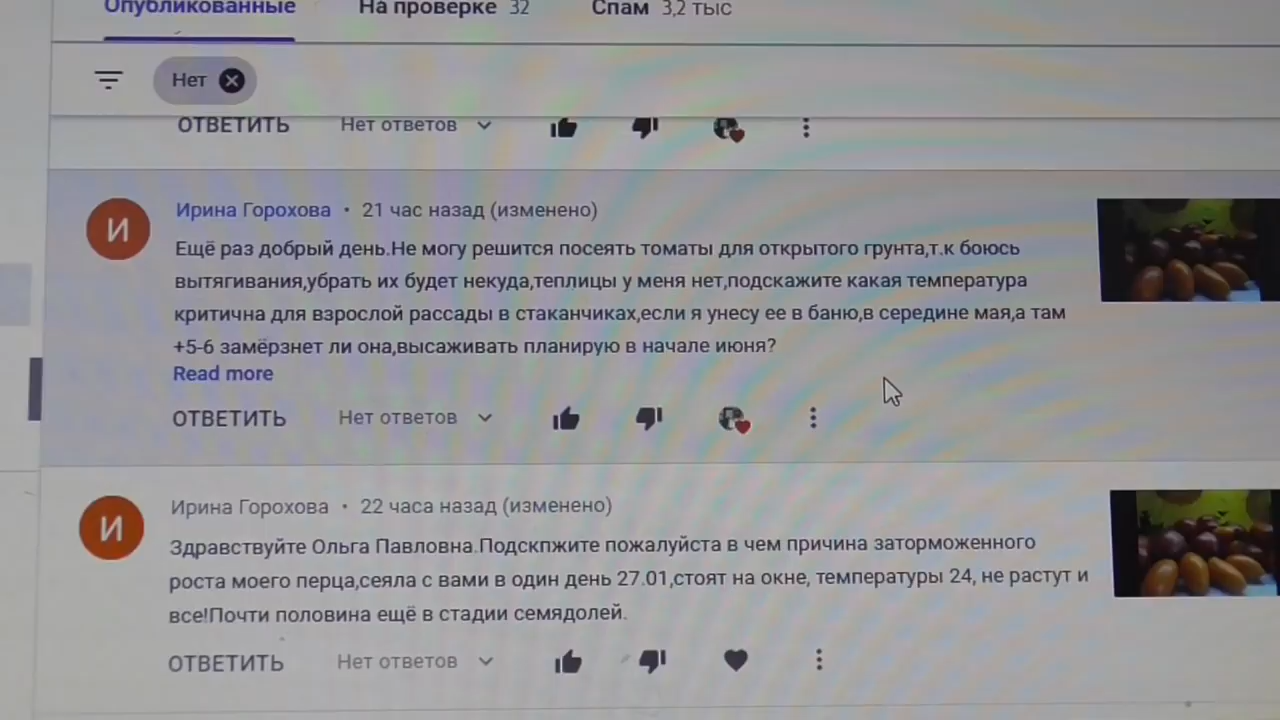 Опубликованные На проверке 32 Спам 3,2 тыс
Нет
ОТВЕТИТЬ Нет ответов
И Ирина Горохова • 21 час назад (изменено)
Ещё раз добрый день.Не могу решится посеять томаты для открытого грунта,т.к боюсь
вытягивания,убрать их будет некуда,теплицы у меня нет,подскажите какая температура
критична для взрослой рассады в стаканчиках,если я унесу ее в баню,в середине мая,а там
+5-6 замёрзнет ли она,высаживать планирую в начале июня?
Read more
ОТВЕТИТЬ Нет ответов
И Ирина Горохова • 22 часа назад (изменено)
Здравствуйте Ольга Павловна.Подскпжите пожалуйста в чем причина заторможенного
роста моего перца,сеяла с вами в один день 27.01,стоят на окне, температуры 24, не растут и
все!Почти половина ещё в стадии семядолей.
ОТВЕТИТЬ Нет ответов